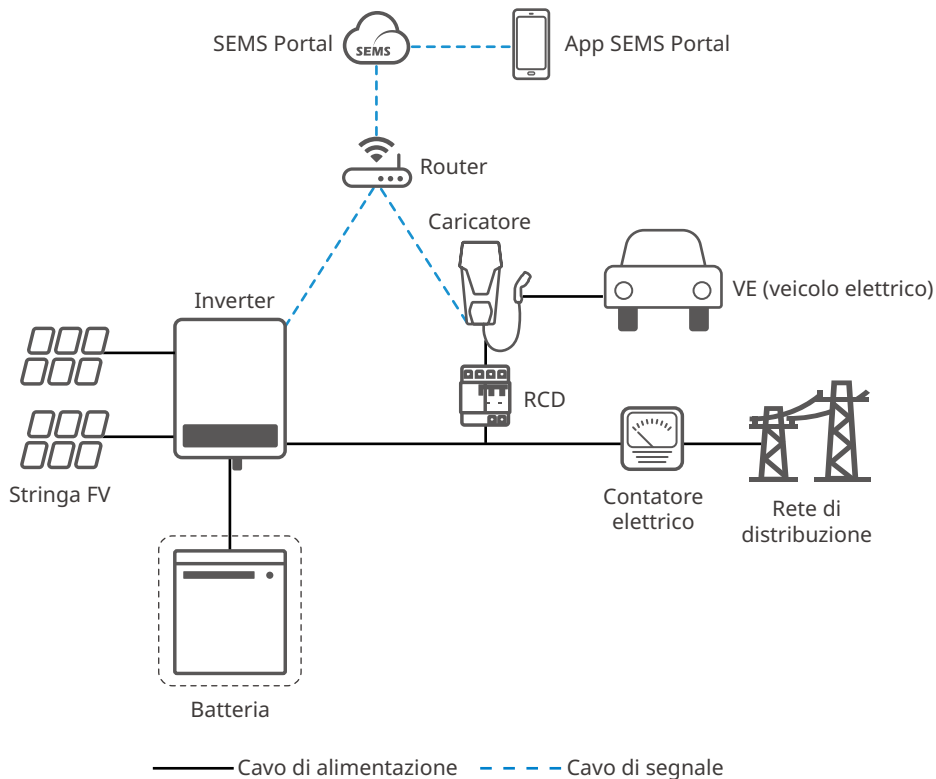 SEMS Portal
SEMS
App SEMS Portal
Router
Caricatore
VE (veicolo elettrico)
Inverter
RCD
Stringa FV
Contatore
elettrico
Rete di
distribuzione
Batteria
Cavo di alimentazione
Cavo di segnale